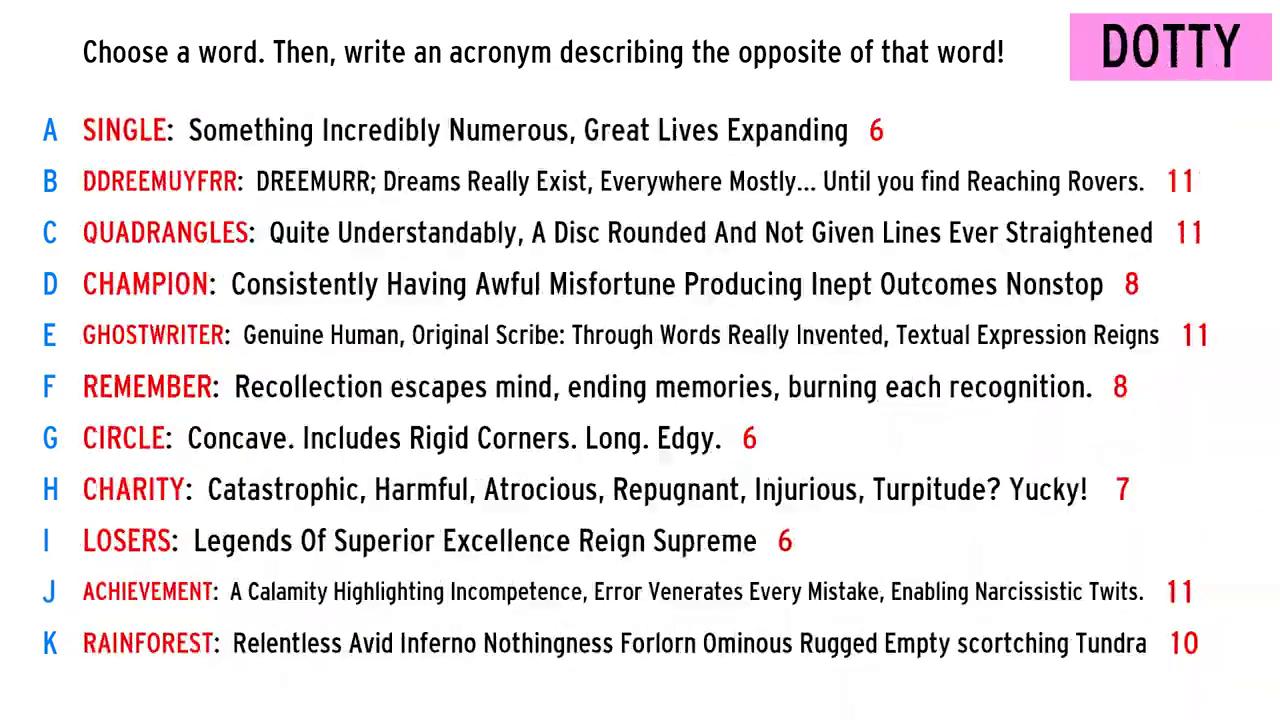 Choose a word. Then, write an acronym describing the opposite of that word!
DOTTY
A SINGLE: Something Incredibly Numerous, Great Lives Expanding 6
B DDREEMUYFRR: DREEMURR; Dreams Really Exist, Everywhere Mostly... Until you find Reaching Rovers. 11
C QUADRANGLES: Quite Understandably, A Disc Rounded And Not Given Lines Ever Straightened 11
D CHAMPION: Consistently Having Awful Misfortune Producing Inept Outcomes Nonstop 8
E GHOSTWRITER: Genuine Human, Original Scribe: Through Words Really Invented, Textual Expression Reigns 11
F REMEMBER: Recollection escapes mind, ending memories, burning each recognition. 8
G CIRCLE: Concave. Includes Rigid Corners. Long. Edgy. 6
H CHARITY: Catastrophic, Harmful, Atrocious, Repugnant, Injurious, Turpitude? Yucky! 7
I LOSERS: Legends Of Superior Excellence Reign Supreme 6
J ACHIEVEMENT: A Calamity Highlighting Incompetence, Error Venerates Every Mistake, Enabling Narcissistic Twits. 11
K RAINFOREST: Relentless Avid Inferno Nothingness Forlorn Ominous Rugged Empty scortching Tundra 10